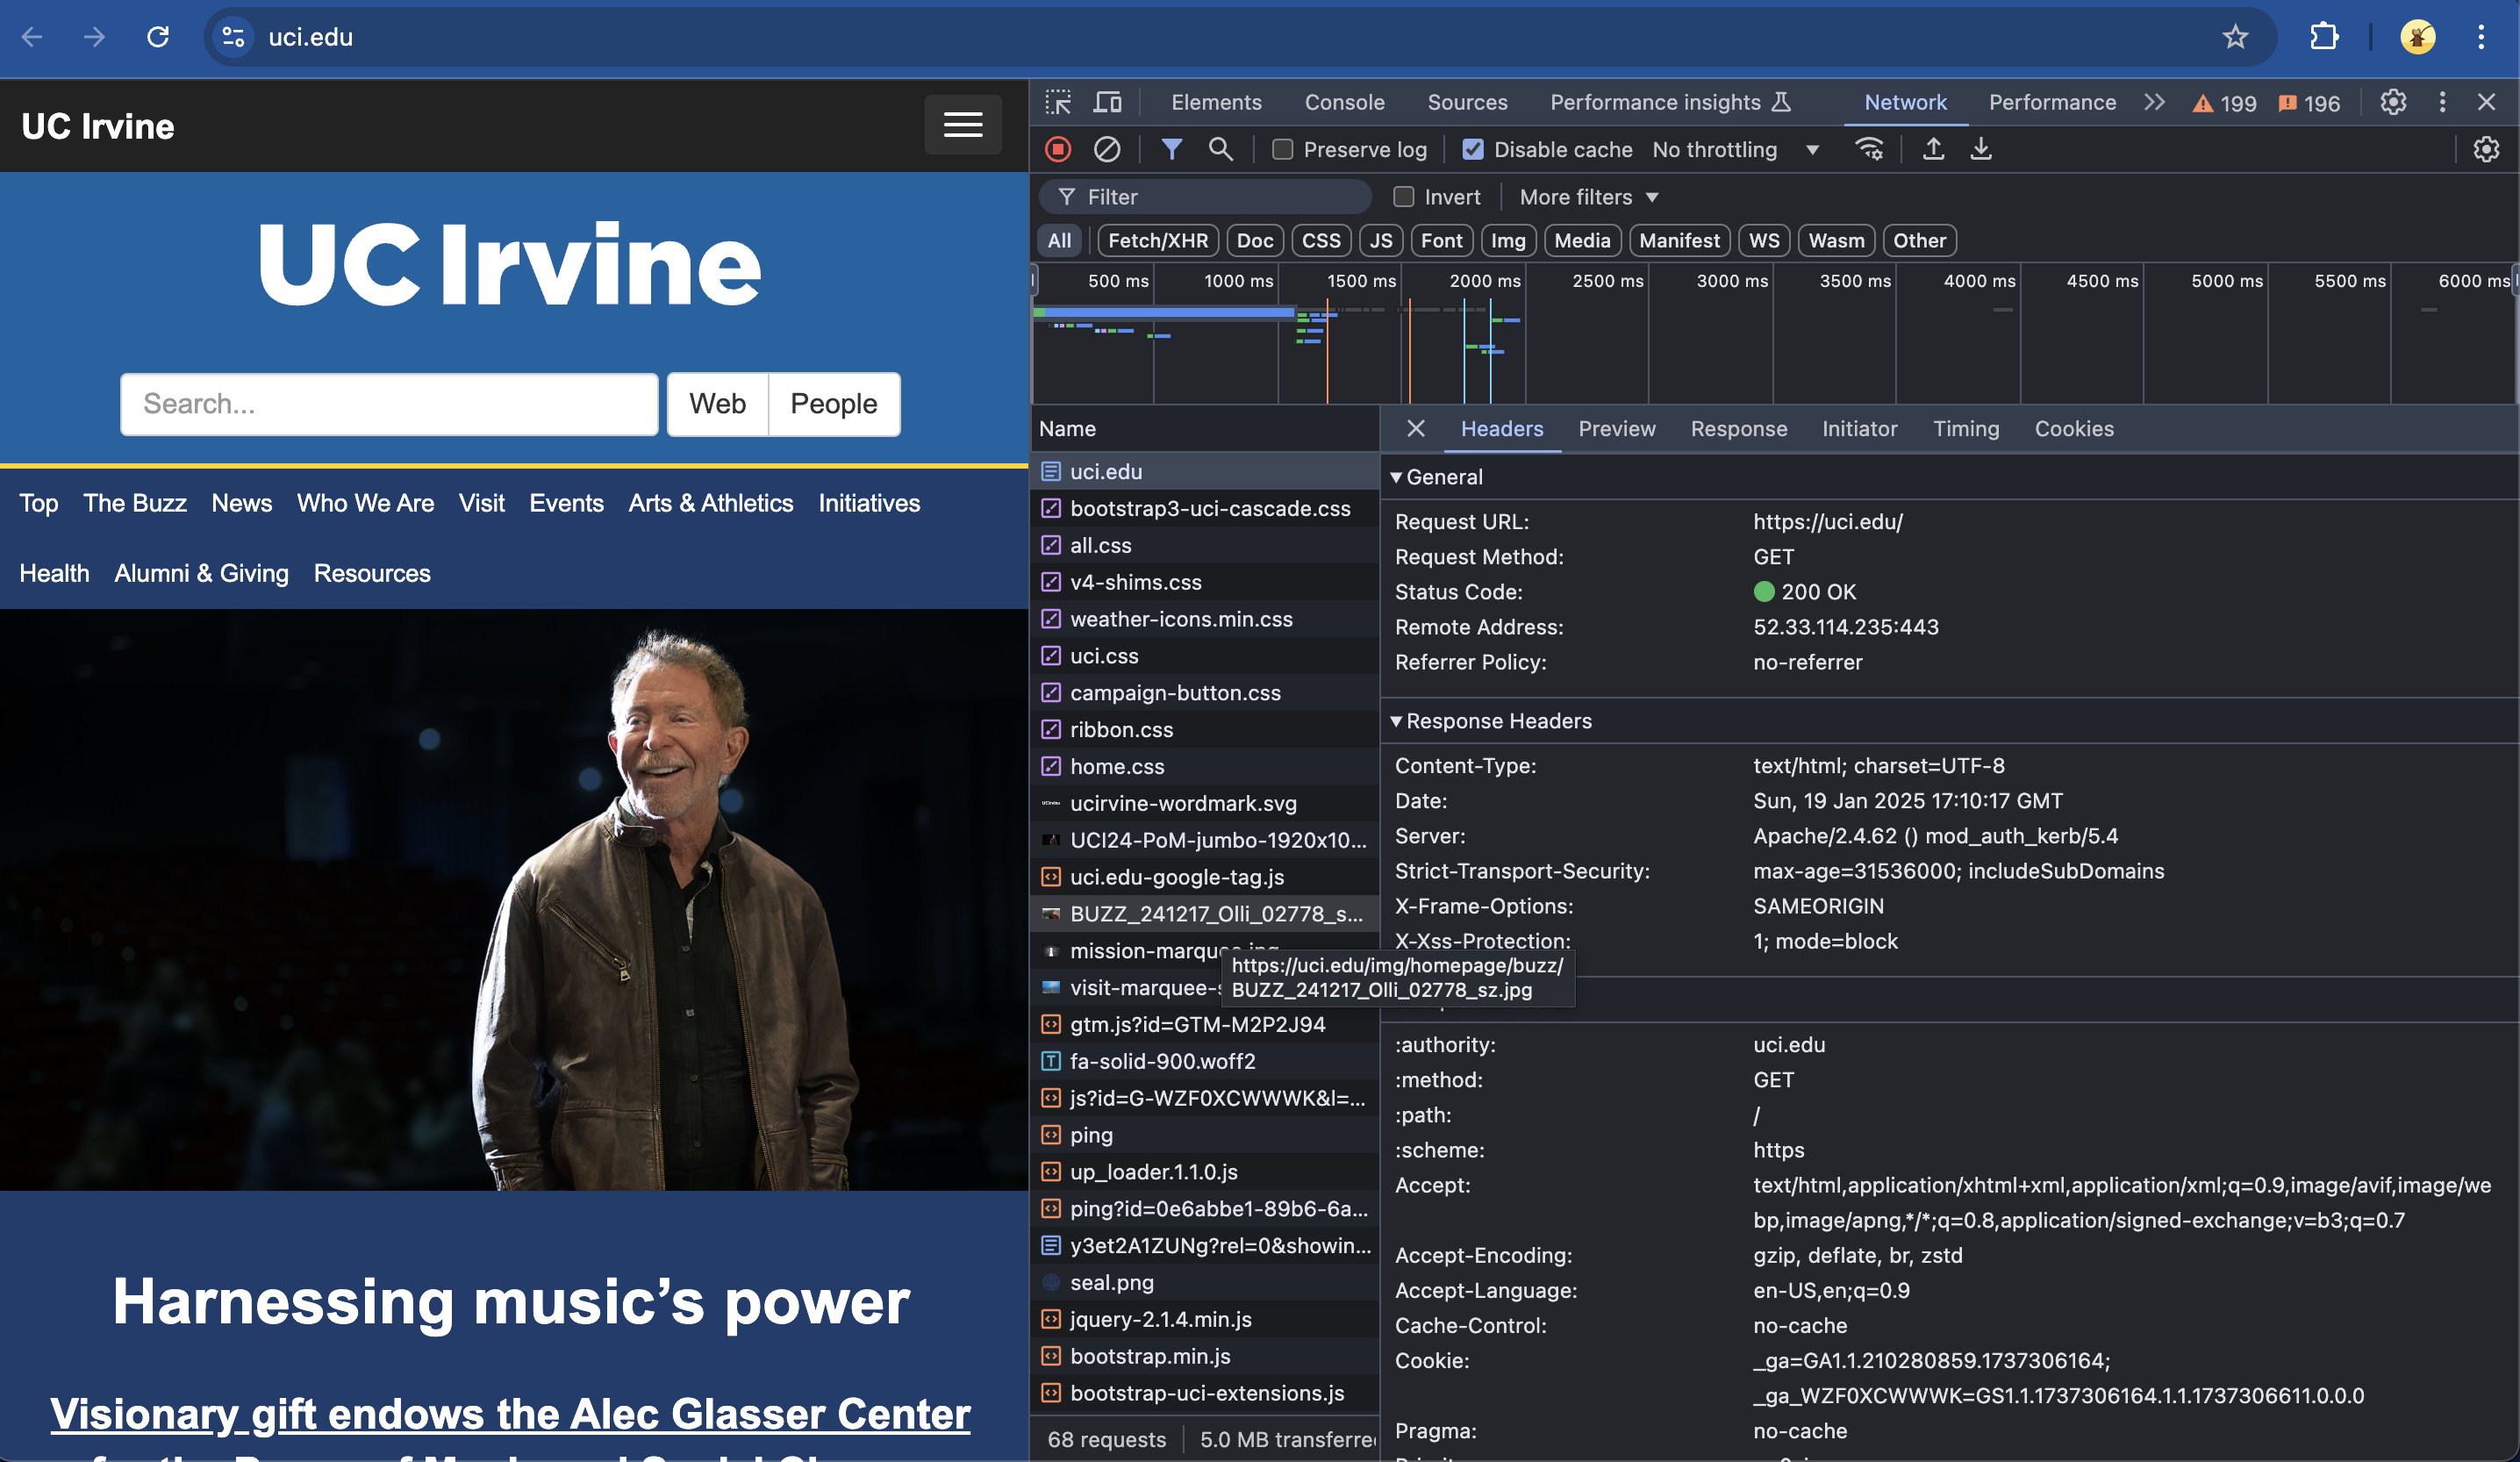 uci.edu
UC Irvine
UC Irvine
Search...
Web
People
Top The Buzz News Who We Are Visit Events Arts & Athletics Initiatives
Health Alumni & Giving Resources
Harnessing music’s power
Visionary gift endows the Alec Glasser Center
Elements Console Sources Performance insights Network Performance 199 196
Preserve log Disable cache No throttling
Filter Invert More filters
All Fetch/XHR Doc CSS JS Font Img Media Manifest WS Wasm Other
500 ms 1000 ms 1500 ms 2000 ms 2500 ms 3000 ms 3500 ms 4000 ms 4500 ms 5000 ms 5500 ms 6000 ms
Name
uci.edu
bootstrap3-uci-cascade.css
all.css
v4-shims.css
weather-icons.min.css
uci.css
campaign-button.css
ribbon.css
home.css
ucirvine-wordmark.svg
UCI24-PoM-jumbo-1920x10...
uci.edu-google-tag.js
BUZZ_241217_Olli_02778_s...
mission-marquee.jpg
visit-marquee-s
gtm.js?id=GTM-M2P2J94
fa-solid-900.woff2
js?id=G-WZF0XCWWWK&l=...
ping
up_loader.1.1.0.js
ping?id=0e6abbe1-89b6-6a...
y3et2A1ZUNg?rel=0&showin...
seal.png
jquery-2.1.4.min.js
bootstrap.min.js
bootstrap-uci-extensions.js
68 requests 5.0 MB transferre
Headers Preview Response Initiator Timing Cookies
General
Request URL: https://uci.edu/
Request Method: GET
Status Code: 200 OK
Remote Address: 52.33.114.235:443
Referrer Policy: no-referrer
Response Headers
Content-Type: text/html; charset=UTF-8
Date: Sun, 19 Jan 2025 17:10:17 GMT
Server: Apache/2.4.62 () mod_auth_kerb/5.4
Strict-Transport-Security: max-age=31536000; includeSubDomains
X-Frame-Options: SAMEORIGIN
X-Xss-Protection: 1; mode=block
https://uci.edu/img/homepage/buzz/
BUZZ_241217_Olli_02778_sz.jpg
:authority: uci.edu
:method: GET
:path: /
:scheme: https
Accept: text/html,application/xhtml+xml,application/xml;q=0.9,image/avif,image/we
bp,image/apng,*/*;q=0.8,application/signed-exchange;v=b3;q=0.7
Accept-Encoding: gzip, deflate, br, zstd
Accept-Language: en-US,en;q=0.9
Cache-Control: no-cache
Cookie: _ga=GA1.1.210280859.1737306164;
_ga_WZF0XCWWWK=GS1.1.1737306164.1.1.1737306611.0.0.0
Pragma: no-cache